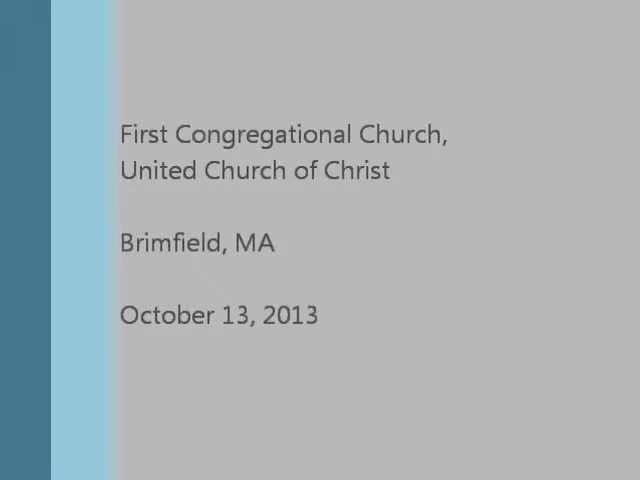 First Congregational Church,
United Church of Christ
Brimfield, MA
October 13, 2013